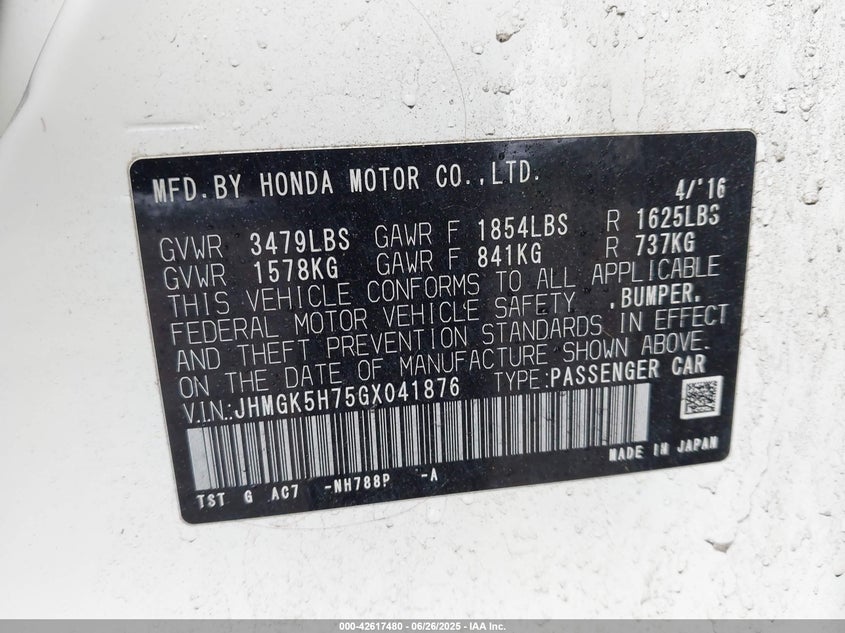 MFD.BY HONDA MOTOR CO.,LTD. 4/'16
GVWR 3479LBS GAWR F 1854LBS R 1625LBS
GVWR 1578KG GAWR F 841KG R 737KG
THIS VEHICLE CONFORMS TO ALL APPLICABLE
FEDERAL MOTOR VEHICLE SAFETY ,BUMPER,
AND THEFT PREVENTION STANDARDS IN EFFECT
ON THE DATE OF MANUFACTURE SHOWN ABOVE.
V.I.N.:JHMGK5H75GX041876 TYPE:PASSENGER CAR
MADE IN JAPAN
TST G AC7 -NH788P -A
000-42617480 - 06/26/2025 - IAA Inc.